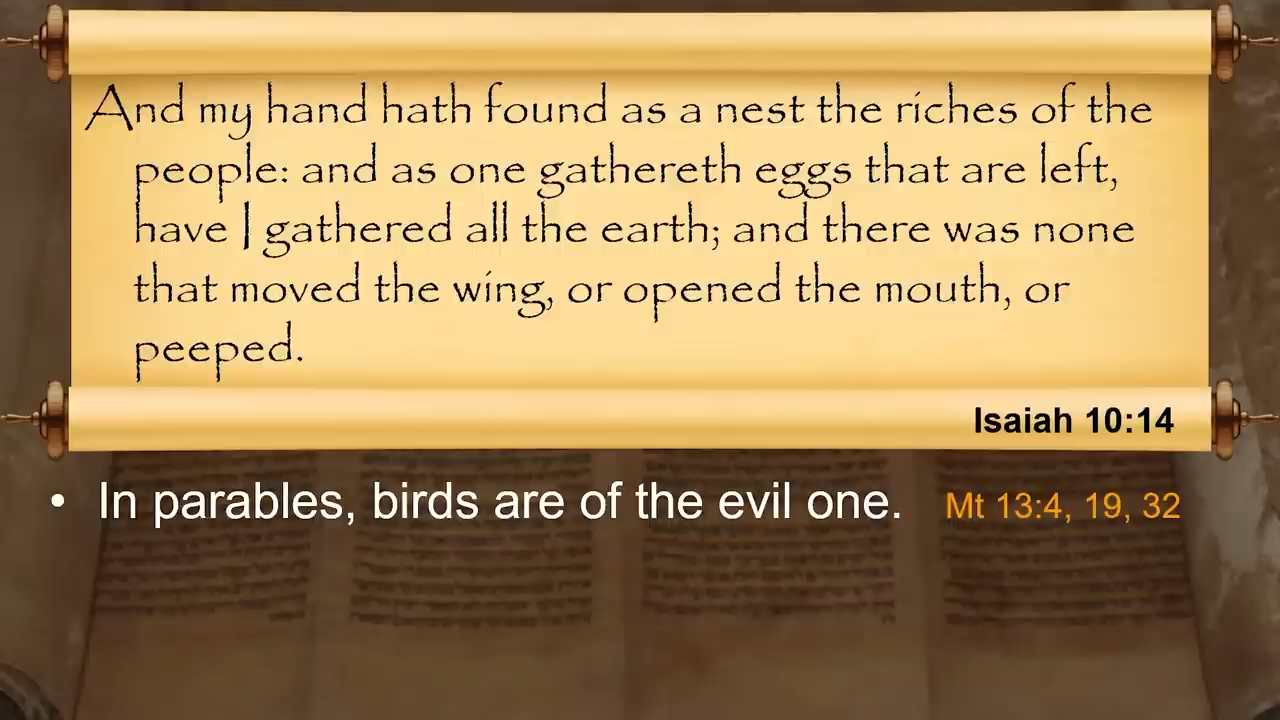 And my hand hath found as a nest the riches of the
people: and as one gathereth eggs that are left,
have I gathered all the earth; and there was none
that moved the wing, or opened the mouth, or
peeped.
Isaiah 10:14
• In parables, birds are of the evil one. Mt 13:4, 19, 32